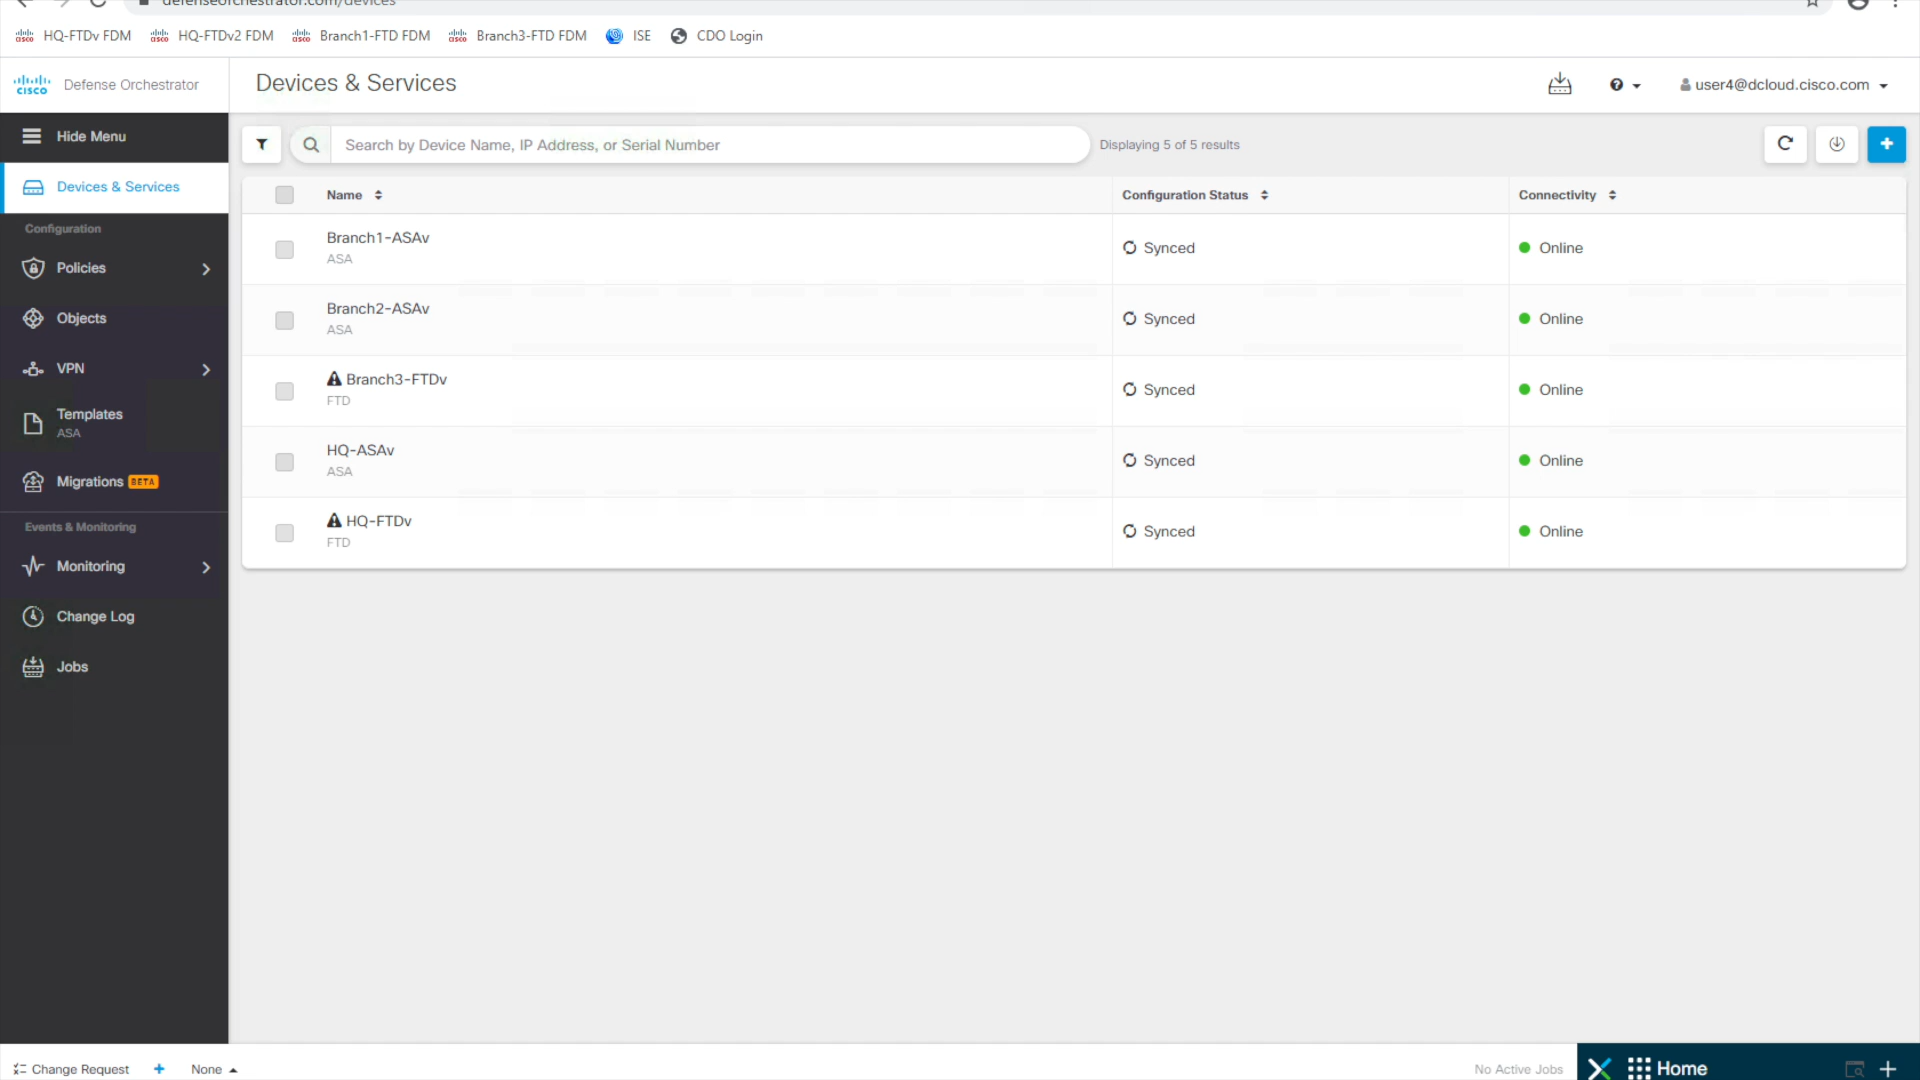 defenseorchestrator.com/devices
HQ-FTDv FDM HQ-FTDv2 FDM Branch1-FTD FDM Branch3-FTD FDM ISE CDO Login
cisco Defense Orchestrator
Devices & Services
user4@dcloud.cisco.com
Hide Menu
Devices & Services
Configuration
Policies
Objects
VPN
Templates
ASA
Migrations BETA
Events & Monitoring
Monitoring
Change Log
Jobs
Search by Device Name, IP Address, or Serial Number
Displaying 5 of 5 results
Name Configuration Status Connectivity
Branch1-ASAv
ASA
Synced Online
Branch2-ASAv
ASA
Synced Online
Branch3-FTDv
FTD
Synced Online
HQ-ASAv
ASA
Synced Online
HQ-FTDv
FTD
Synced Online
Change Request + None
No Active Jobs
Home